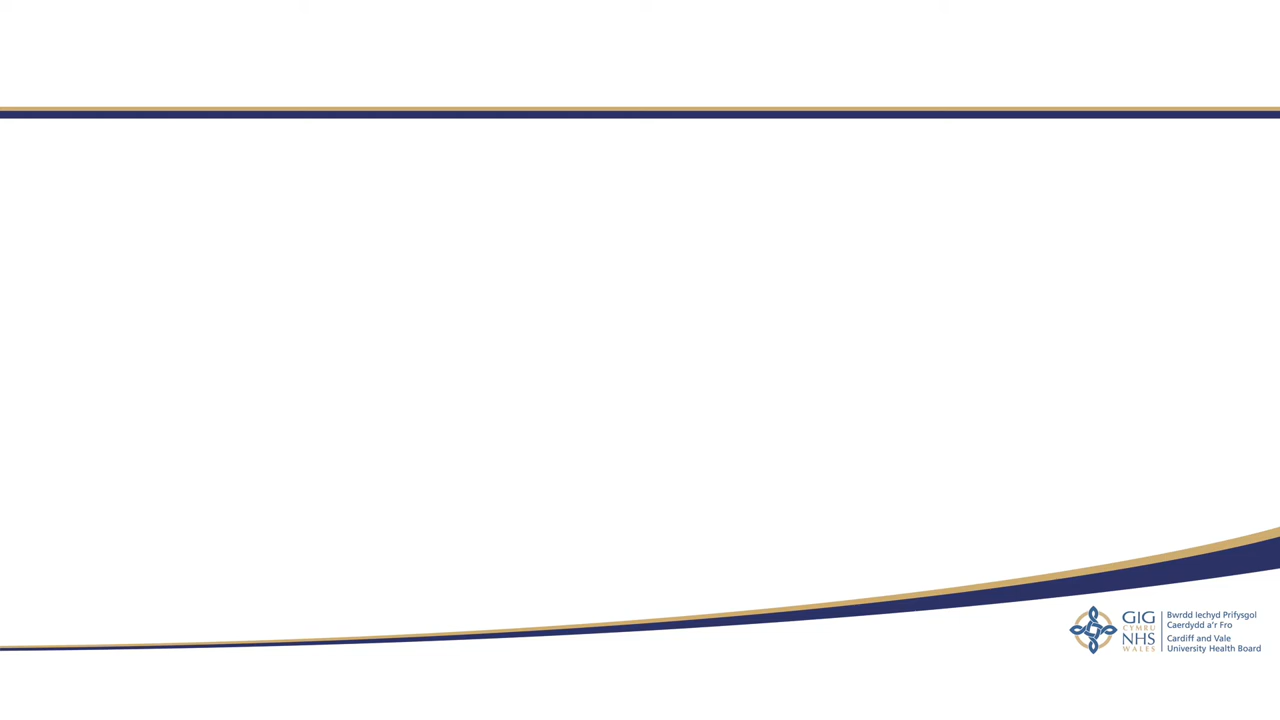 GIG
CYMRU
NHS
WALES
Bwrdd Iechyd Prifysgol
Caerdydd a'r Fro
Cardiff and Vale
University Health Board